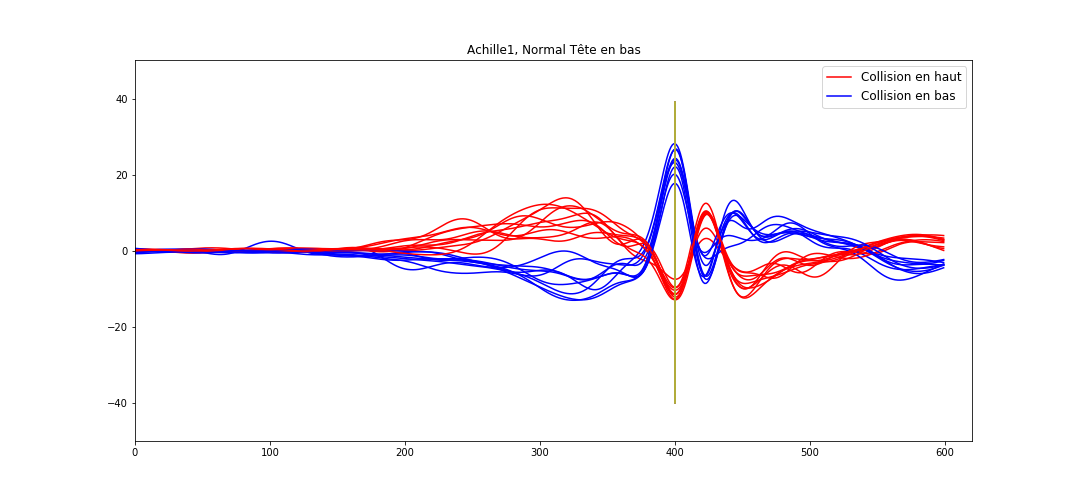 Achille1, Normal Tête en bas
Collision en haut
Collision en bas
40
20
0
−20
−40
0 100 200 300 400 500 600